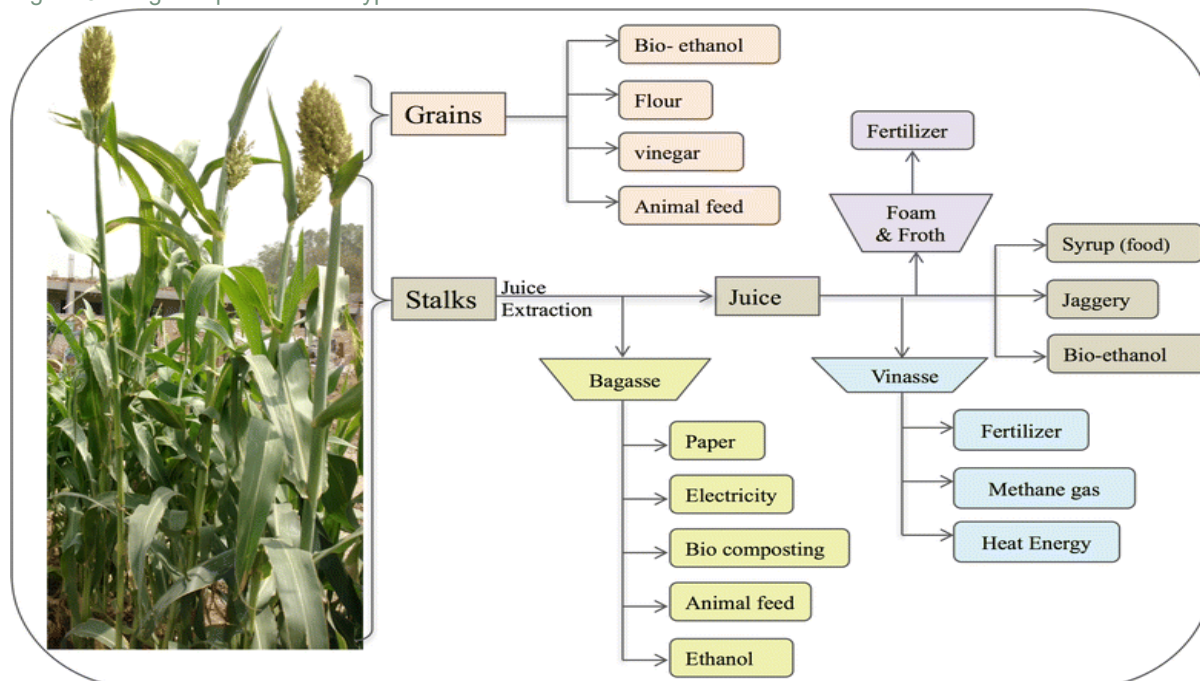 Bio- ethanol
Grains
Flour
vinegar
Animal feed
Fertilizer
Foam
& Froth
Stalks
Juice
Extraction
Juice
Syrup (food)
Jaggery
Bio-ethanol
Bagasse
Vinasse
Paper
Electricity
Bio composting
Animal feed
Ethanol
Fertilizer
Methane gas
Heat Energy